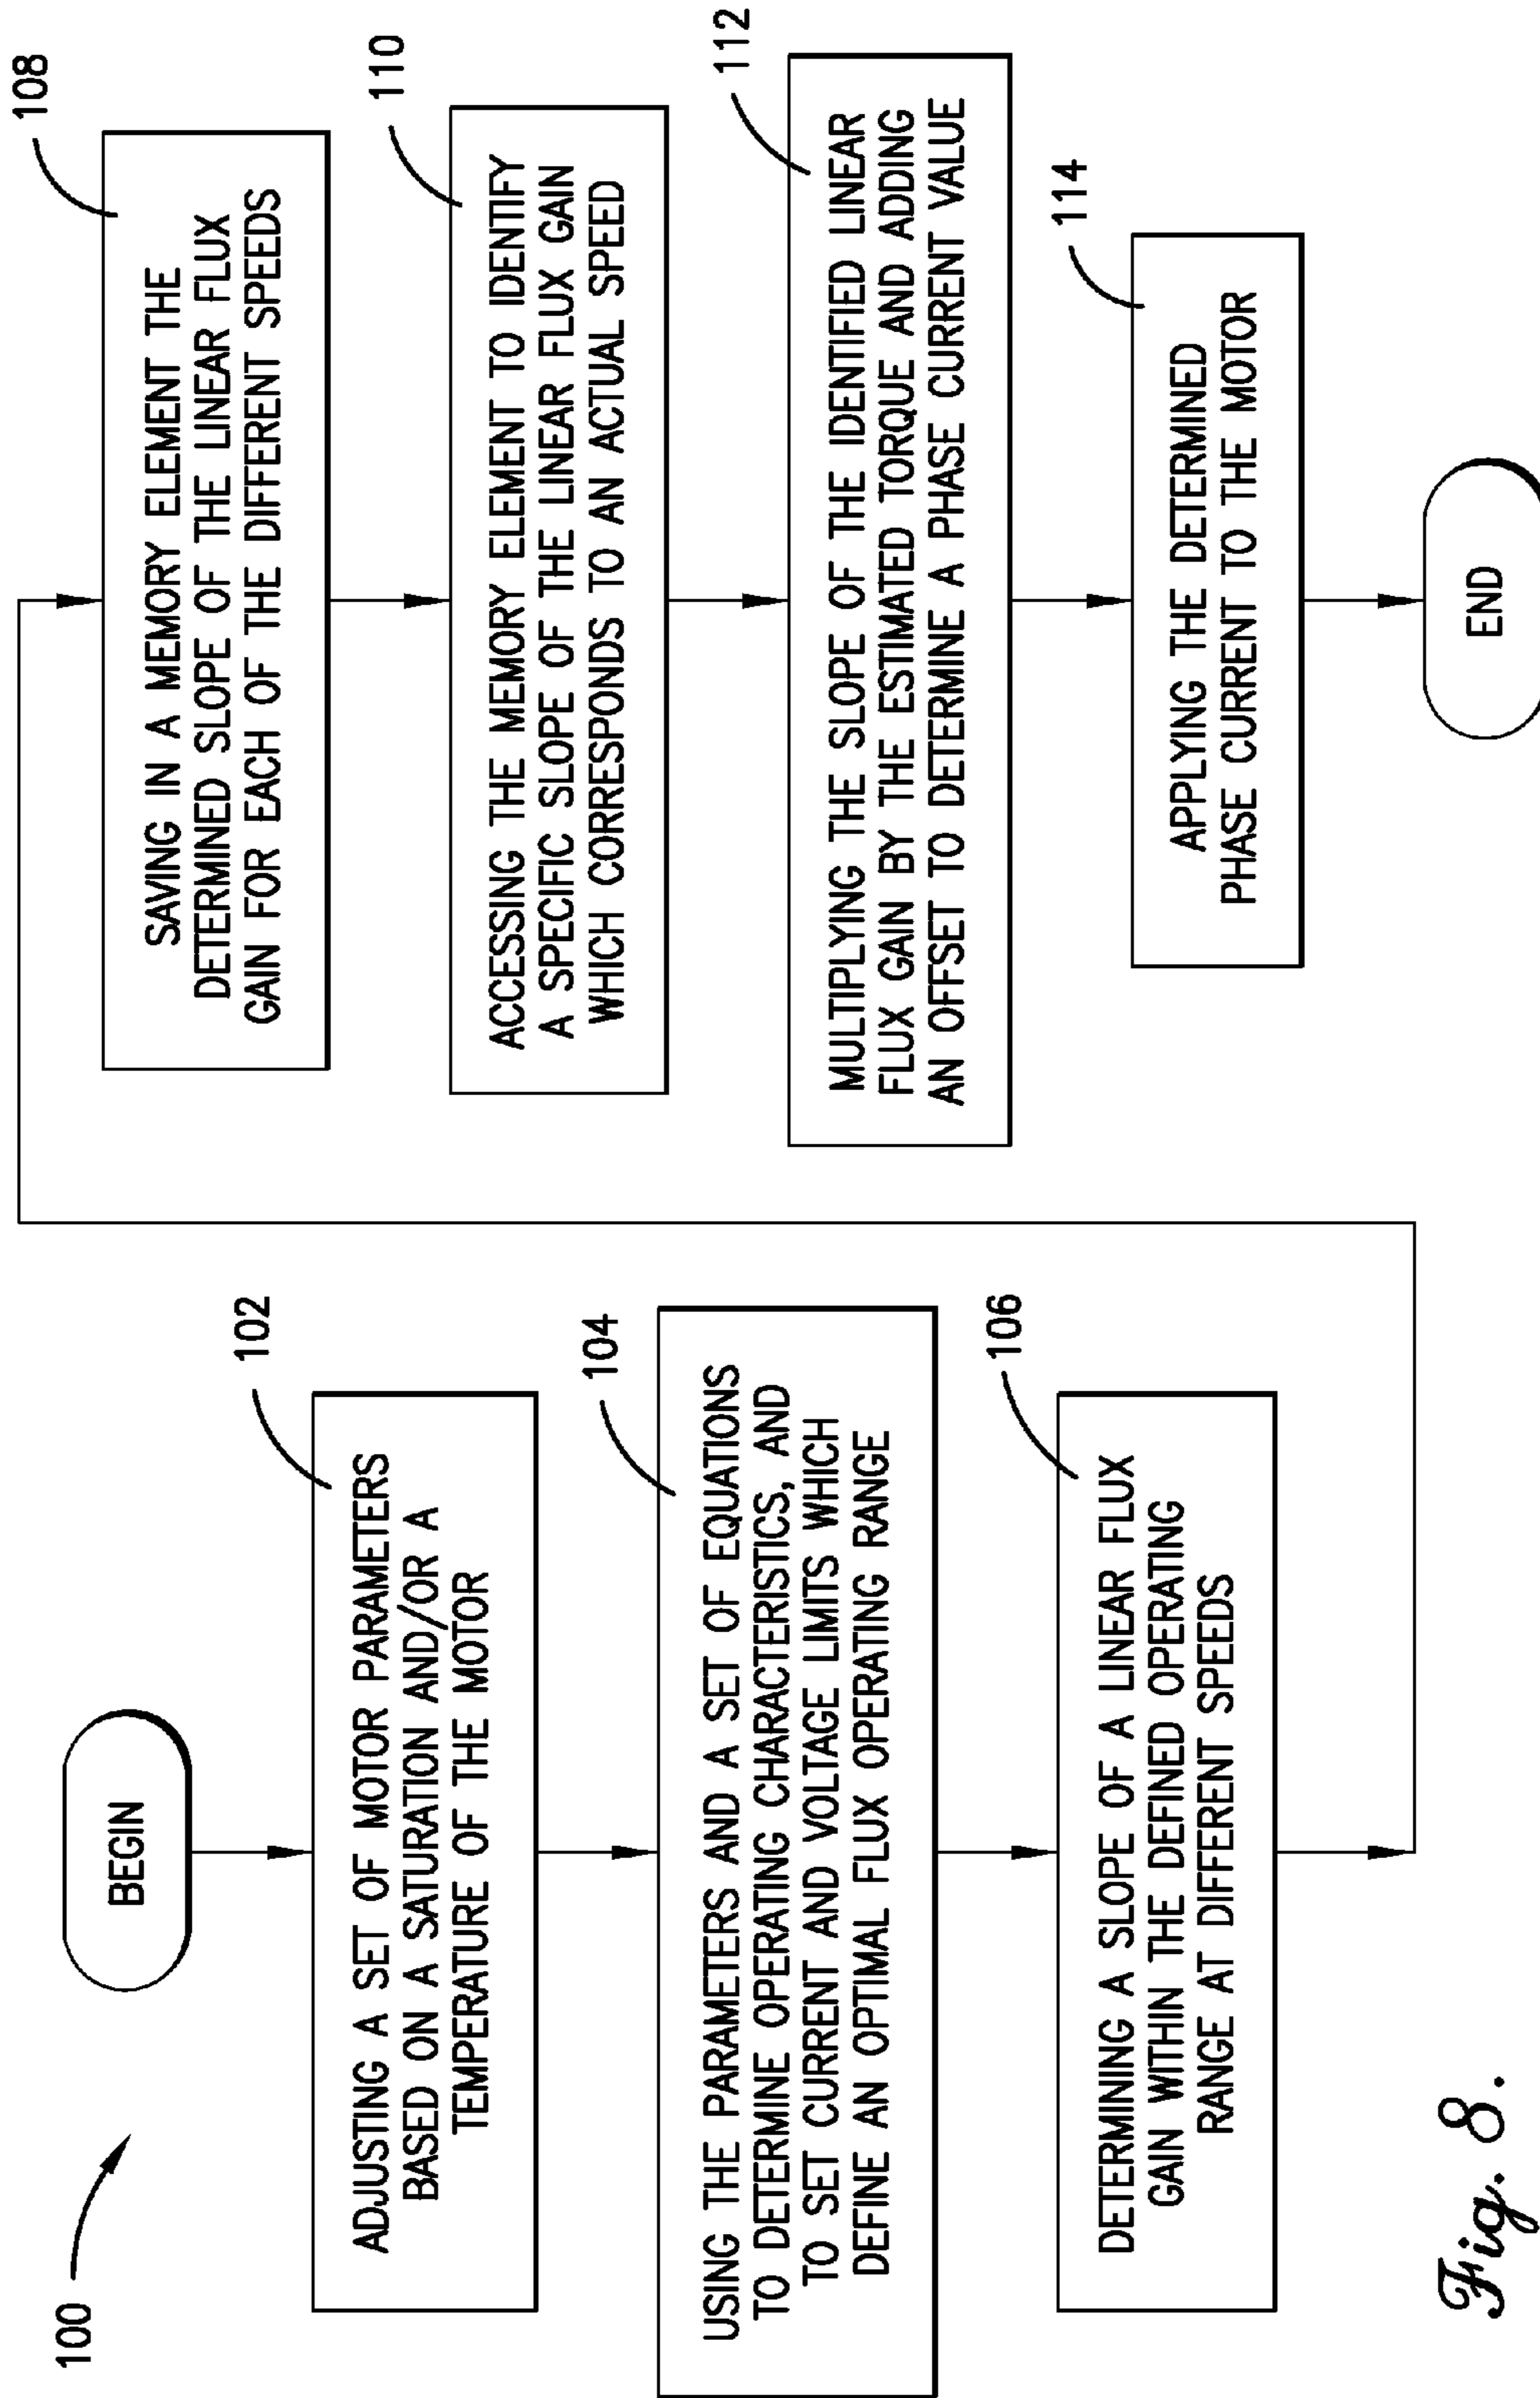 100
BEGIN
102
ADJUSTING A SET OF MOTOR PARAMETERS
BASED ON A SATURATION AND/OR A
TEMPERATURE OF THE MOTOR
104
USING THE PARAMETERS AND A SET OF EQUATIONS
TO DETERMINE OPERATING CHARACTERISTICS, AND
TO SET CURRENT AND VOLTAGE LIMITS WHICH
DEFINE AN OPTIMAL FLUX OPERATING RANGE
106
DETERMINING A SLOPE OF A LINEAR FLUX
GAIN WITHIN THE DEFINED OPERATING
RANGE AT DIFFERENT SPEEDS
108
SAVING IN A MEMORY ELEMENT THE
DETERMINED SLOPE OF THE LINEAR FLUX
GAIN FOR EACH OF THE DIFFERENT SPEEDS
110
ACCESSING THE MEMORY ELEMENT TO IDENTIFY
A SPECIFIC SLOPE OF THE LINEAR FLUX GAIN
WHICH CORRESPONDS TO AN ACTUAL SPEED
112
MULTIPLYING THE SLOPE OF THE IDENTIFIED LINEAR
FLUX GAIN BY THE ESTIMATED TORQUE AND ADDING
AN OFFSET TO DETERMINE A PHASE CURRENT VALUE
114
APPLYING THE DETERMINED
PHASE CURRENT TO THE MOTOR
END
Fig. 8.